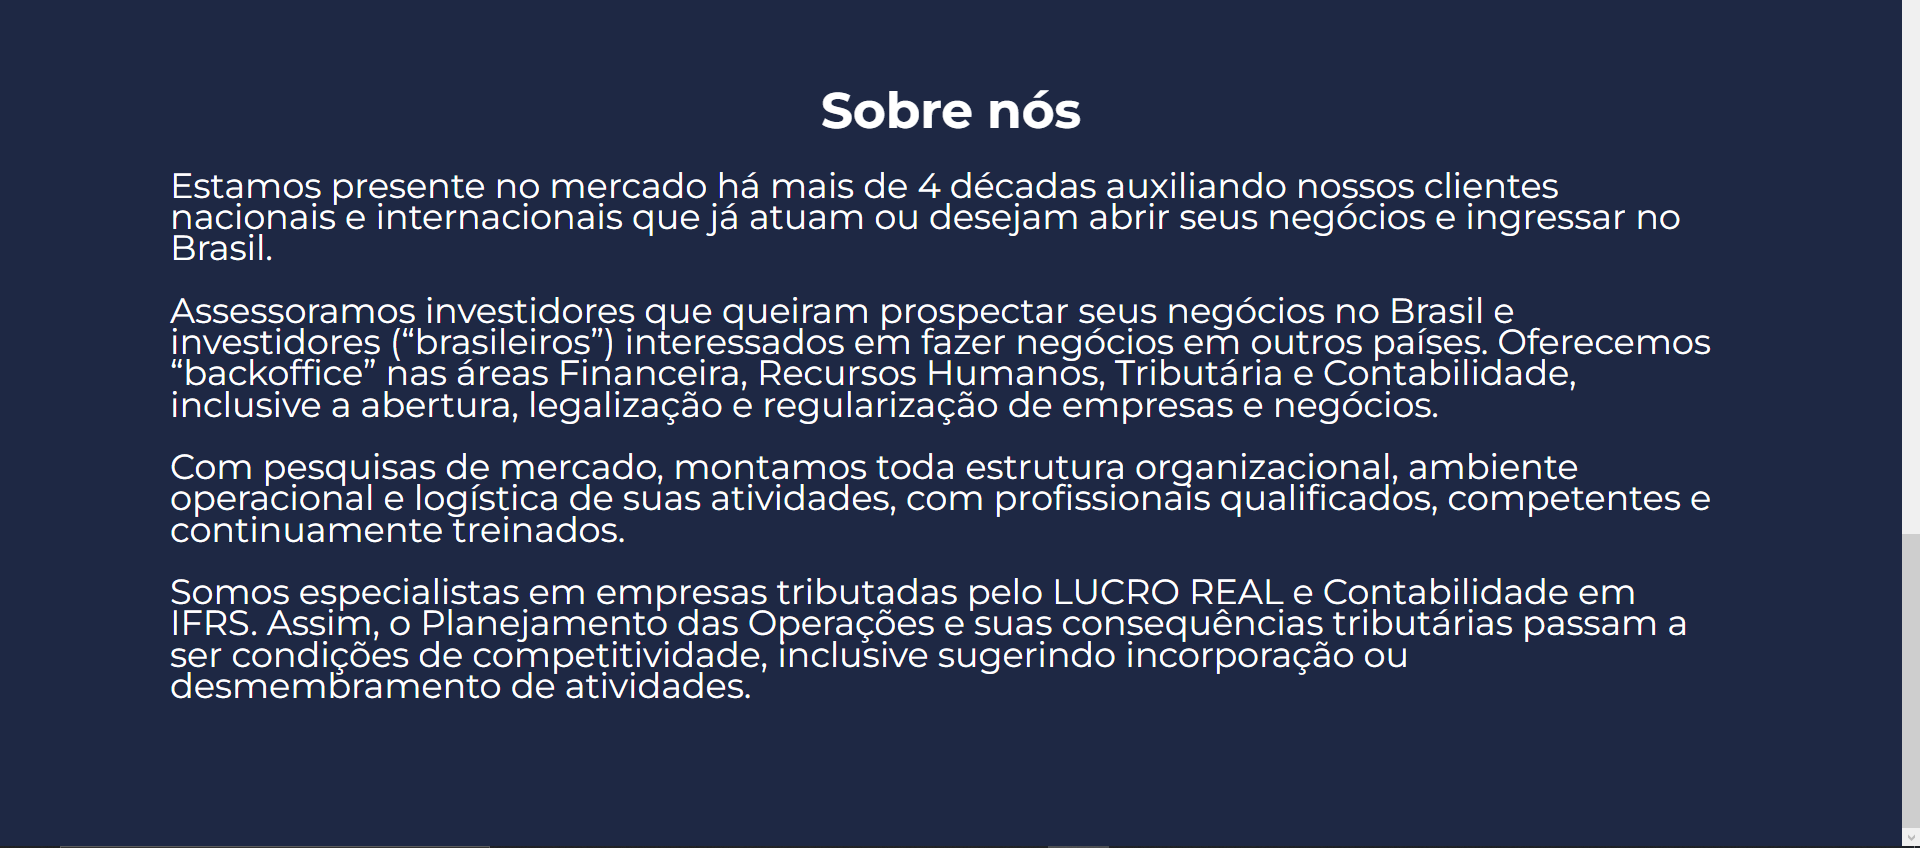 Sobre nós
Estamos presente no mercado há mais de 4 décadas auxiliando nossos clientes
nacionais e internacionais que já atuam ou desejam abrir seus negócios e ingressar no
Brasil.
Assessoramos investidores que queiram prospectar seus negócios no Brasil e
investidores (“brasileiros”) interessados em fazer negócios em outros países. Oferecemos
“backoffice” nas áreas Financeira, Recursos Humanos, Tributária e Contabilidade,
inclusive a abertura, legalização e regularização de empresas e negócios.
Com pesquisas de mercado, montamos toda estrutura organizacional, ambiente
operacional e logística de suas atividades, com profissionais qualificados, competentes e
continuamente treinados.
Somos especialistas em empresas tributadas pelo LUCRO REAL e Contabilidade em
IFRS. Assim, o Planejamento das Operações e suas consequências tributárias passam a
ser condições de competitividade, inclusive sugerindo incorporação ou
desmembramento de atividades.